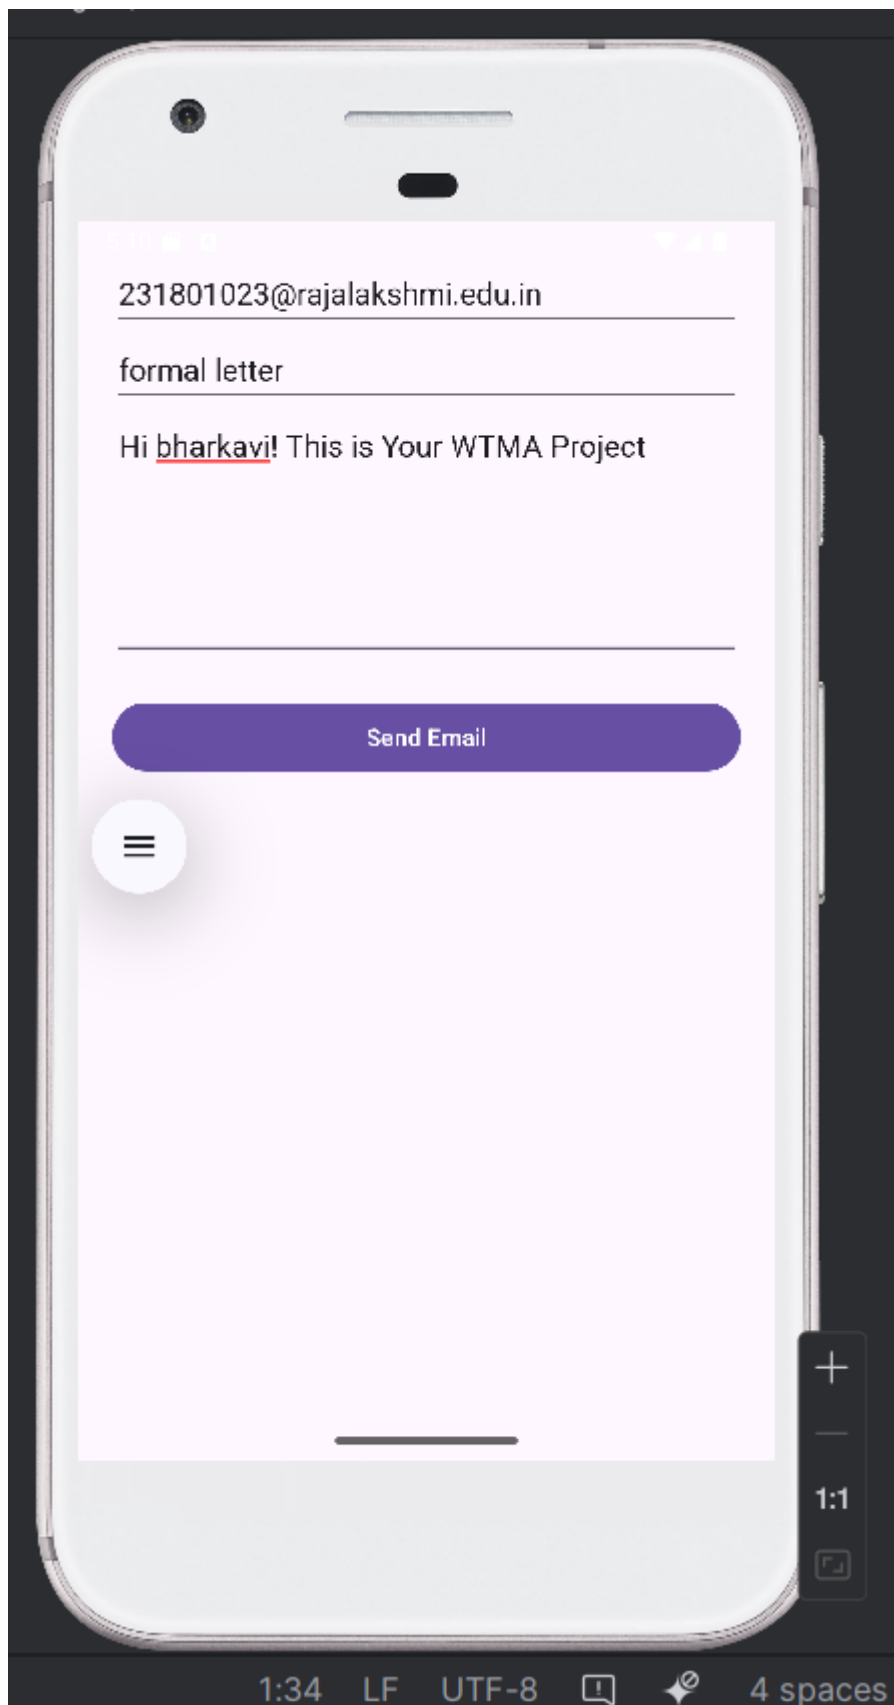 231801023@rajalakshmi.edu.in
formal letter
Hi bharkavi! This is Your WTMA Project
Send Email
1:1
1:34 LF UTF-8 4 spaces